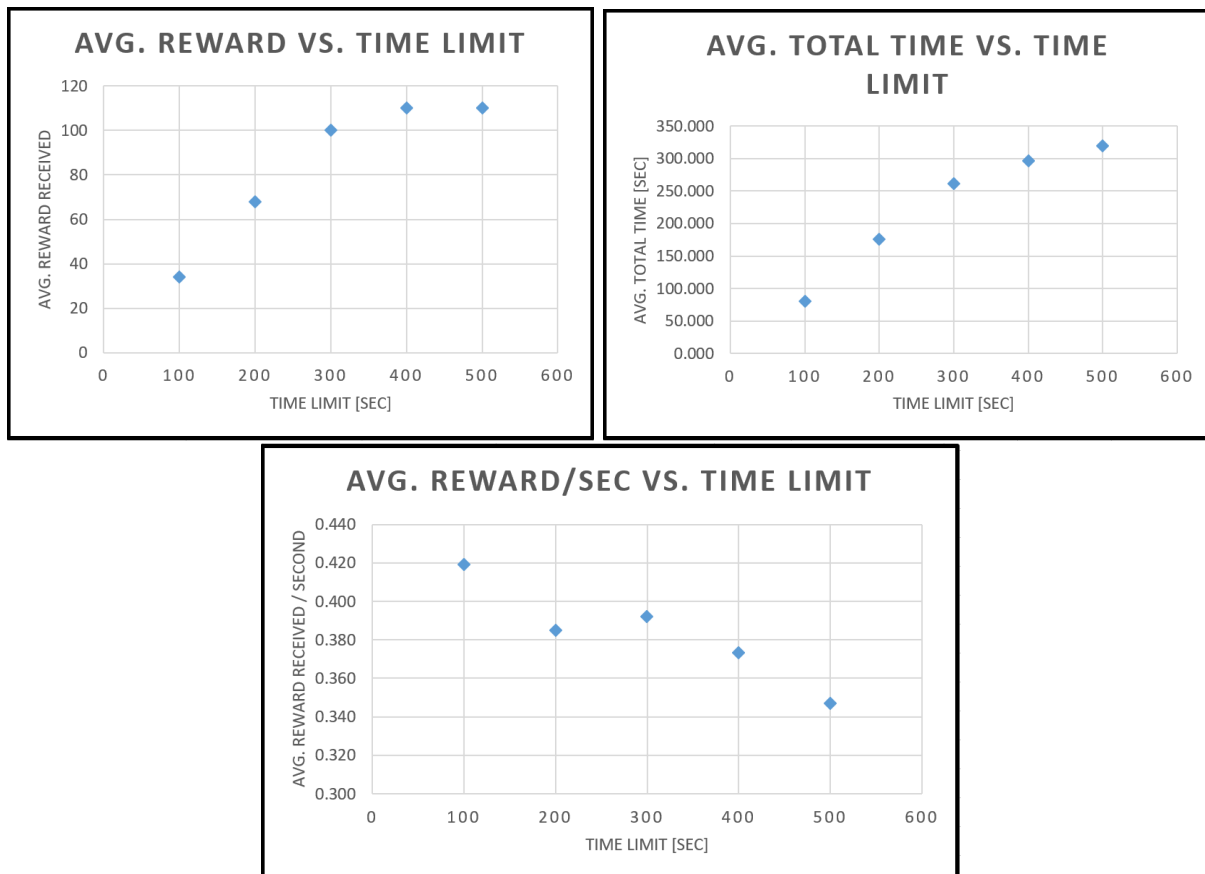 AVG. REWARD VS. TIME LIMIT
120
100
80
60
40
20
0
AVG. REWARD RECEIVED
0 100 200 300 400 500 600
TIME LIMIT [SEC]
AVG. TOTAL TIME VS. TIME
LIMIT
350.000
300.000
250.000
200.000
150.000
100.000
50.000
0.000
AVG. TOTAL TIME [SEC]
0 100 200 300 400 500 600
TIME LIMIT [SEC]
AVG. REWARD/SEC VS. TIME LIMIT
0.440
0.420
0.400
0.380
0.360
0.340
0.320
0.300
AVG. REWARD RECEIVED / SECOND
0 100 200 300 400 500 600
TIME LIMIT [SEC]